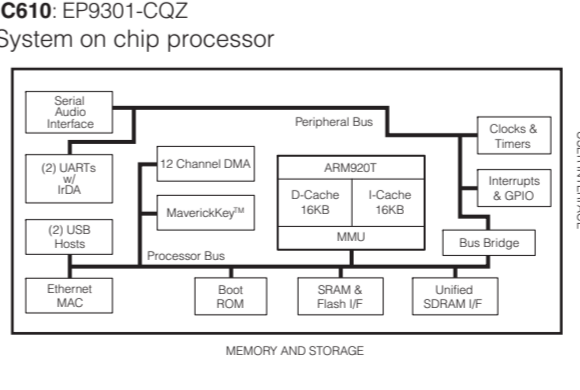 C610: EP9301-CQZ
System on chip processor
Serial
Audio
Interface
Peripheral Bus
Clocks &
Timers
(2) UARTs
w/
IrDA
12 Channel DMA
ARM920T
D-Cache
16KB
I-Cache
16KB
Interrupts
& GPIO
MaverickKey™
(2) USB
Hosts
MMU
Bus Bridge
Processor Bus
Ethernet
MAC
Boot
ROM
SRAM &
Flash I/F
Unified
SDRAM I/F
MEMORY AND STORAGE